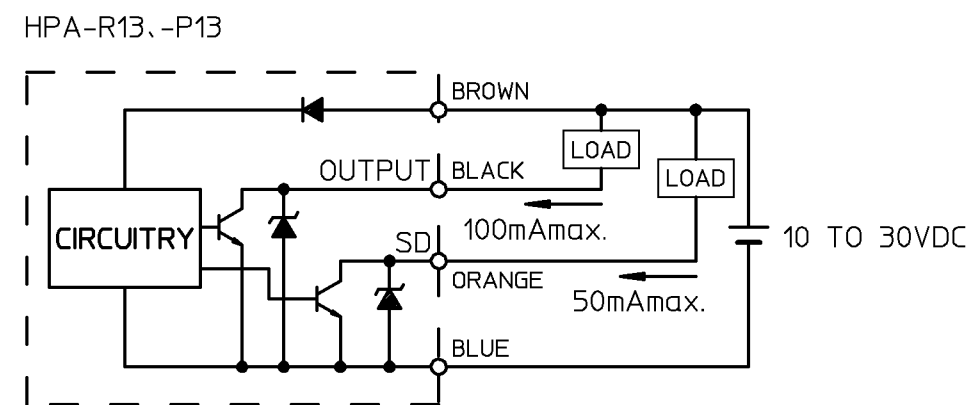 HPA-R13、-P13
BROWN
LOAD
OUTPUT
BLACK
LOAD
CIRCUITRY
100mAmax.
SD
10 TO 30VDC
ORANGE
50mAmax.
BLUE